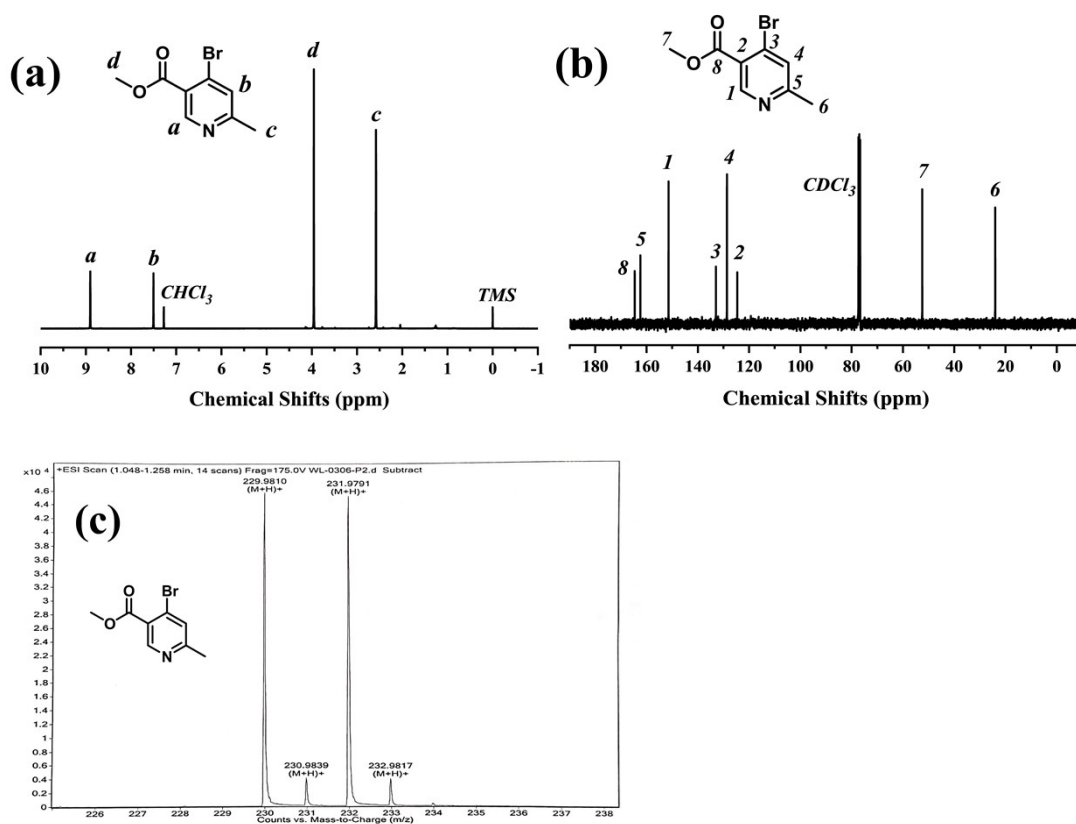 (a)
d
O
O
Br
b
a
N
c
d
c
a
b
CHCl3
TMS
10 9 8 7 6 5 4 3 2 1 0 -1
Chemical Shifts (ppm)
(b)
7
O
O
8
2
Br
3
4
1
5
N
6
1
4
CDCl3
7
6
5
8
3
2
180 160 140 120 100 80 60 40 20 0
Chemical Shifts (ppm)
x10 4
+ESI Scan (1.048-1.258 min, 14 scans) Frag=175.0V WL-0306-P2.d Subtract
(c)
229.9810
(M+H)+
231.9791
(M+H)+
230.9839
(M+H)+
232.9817
(M+H)+
O
O
Br
N
4.6
4.4
4.2
4
3.8
3.6
3.4
3.2
3
2.8
2.6
2.4
2.2
2
1.8
1.6
1.4
1.2
1
0.8
0.6
0.4
0.2
0
226 227 228 229 230 231 232 233 234 235 236 237 238
Counts vs. Mass-to-Charge (m/z)